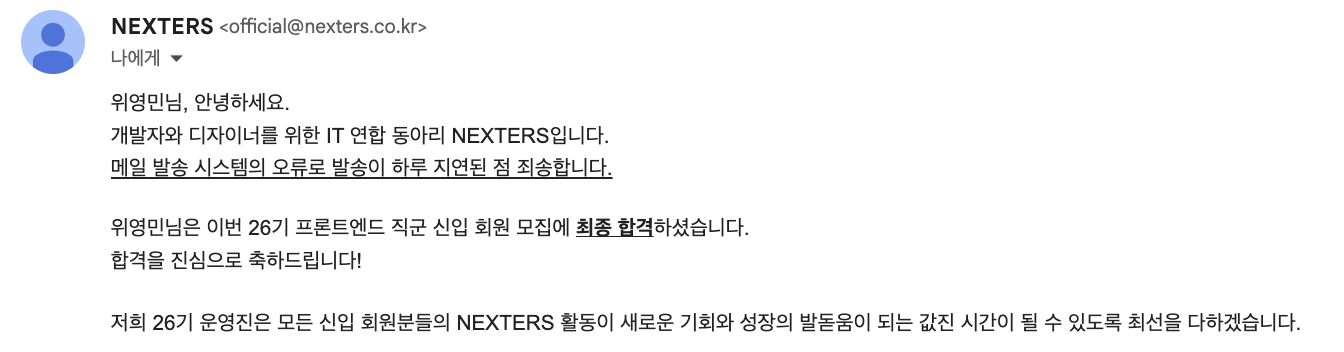 NEXTERS <official@nexters.co.kr>
나에게
위영민님, 안녕하세요.
개발자와 디자이너를 위한 IT 연합 동아리 NEXTERS입니다.
메일 발송 시스템의 오류로 발송이 하루 지연된 점 죄송합니다.
위영민님은 이번 26기 프론트엔드 직군 신입 회원 모집에 최종 합격하셨습니다.
합격을 진심으로 축하드립니다!
저희 26기 운영진은 모든 신입 회원분들의 NEXTERS 활동이 새로운 기회와 성장의 발돋움이 되는 값진 시간이 될 수 있도록 최선을 다하겠습니다.